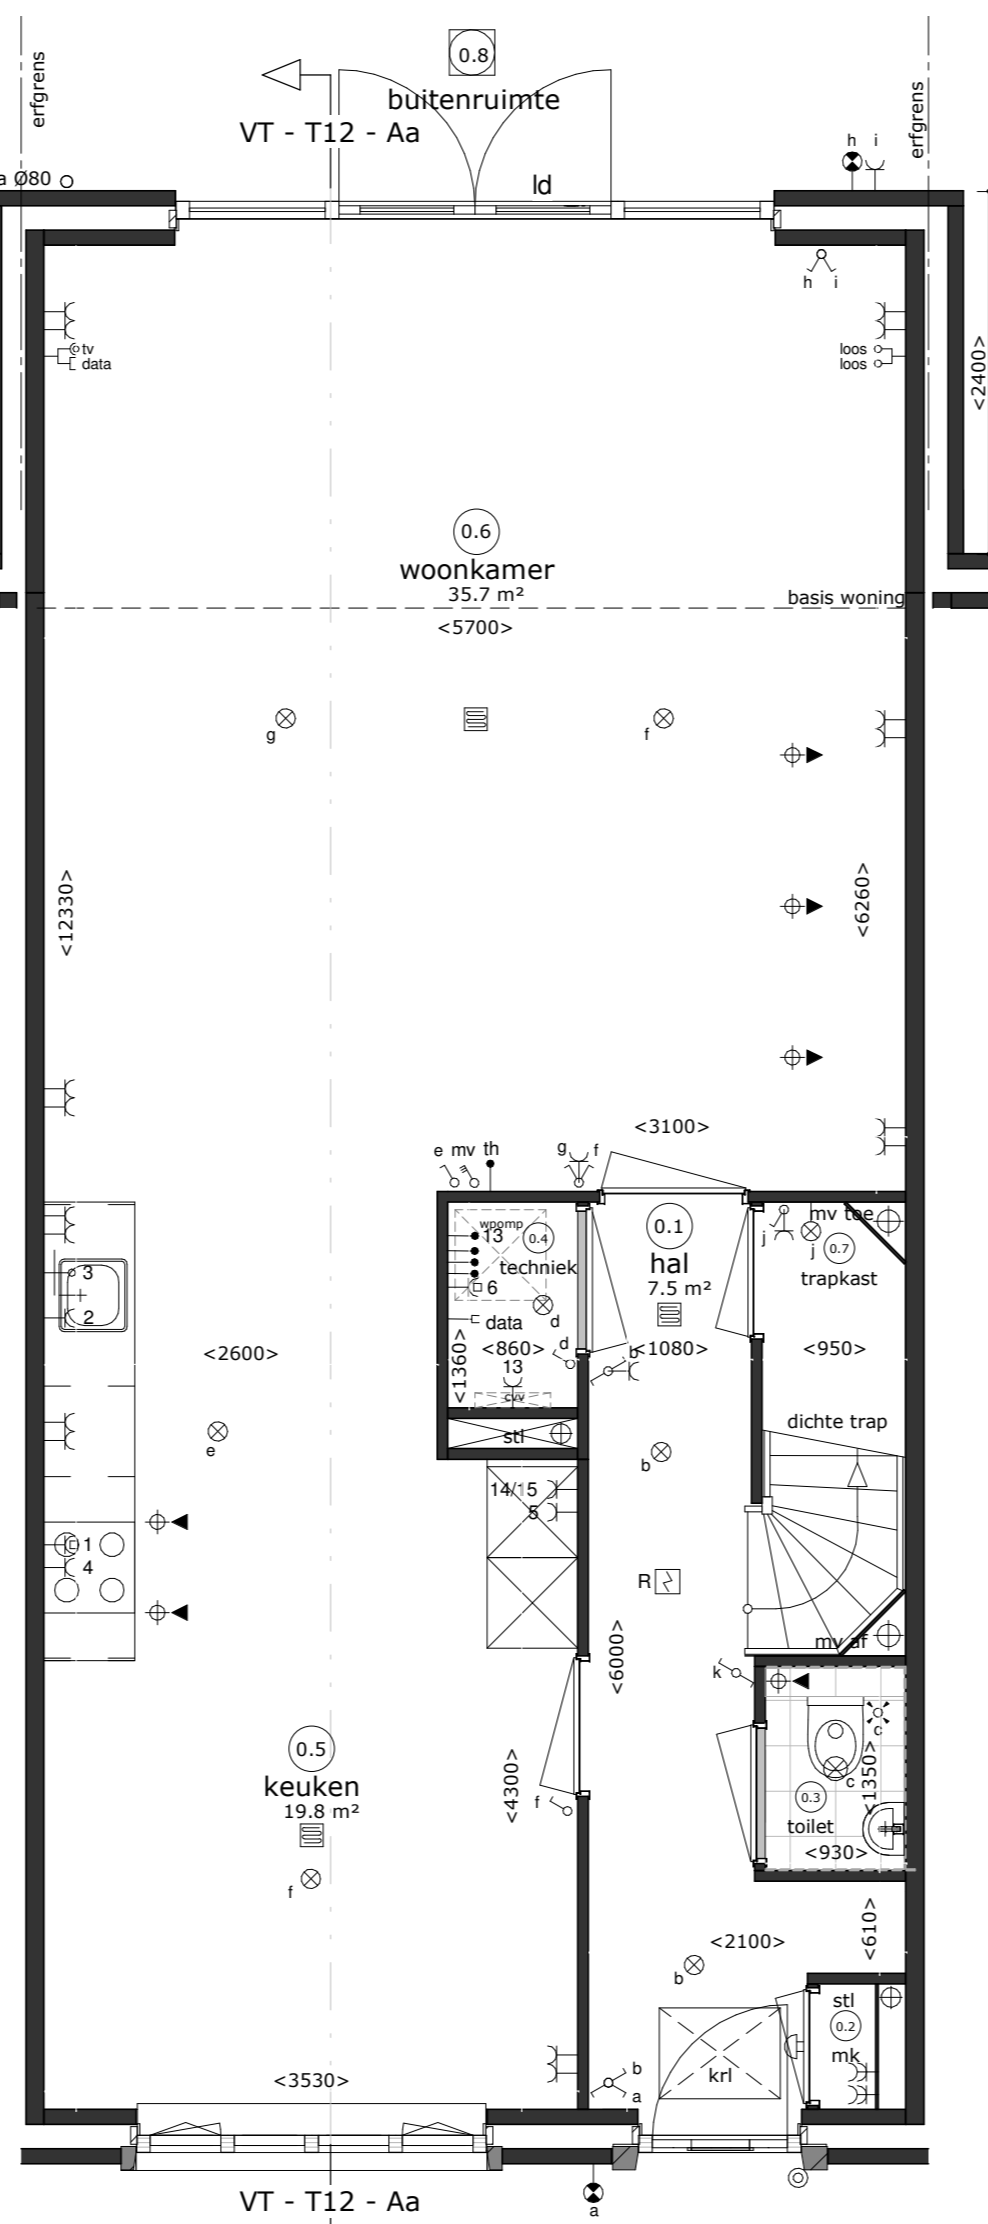 0.8
buitenruimte
erfgrens
erfgrens
VT - T12 - Aa
h i
a Ø80
ld
h i
tv
data
loos
loos
<2400>
0.6
woonkamer
35.7 m²
basis woning
<5700>
g
f
<12330>
<6260>
<3100>
e mv th
g f
wpomp
13
0.4
techniek
6
d
data
<860>
d
<1360>
13
cvv
stl
0.1
hal
7.5 m²
<1080>
b
mv toe
j
j
0.7
trapkast
<950>
dichte trap
3
2
<2600>
e
b
14/15
5
1
4
R
<6000>
mv af
k
c
c
<1350>
0.3
toilet
<930>
0.5
keuken
19.8 m²
<4300>
f
f
<610>
<2100>
b
stl
0.2
mk
krl
b
a
<3530>
VT - T12 - Aa
a